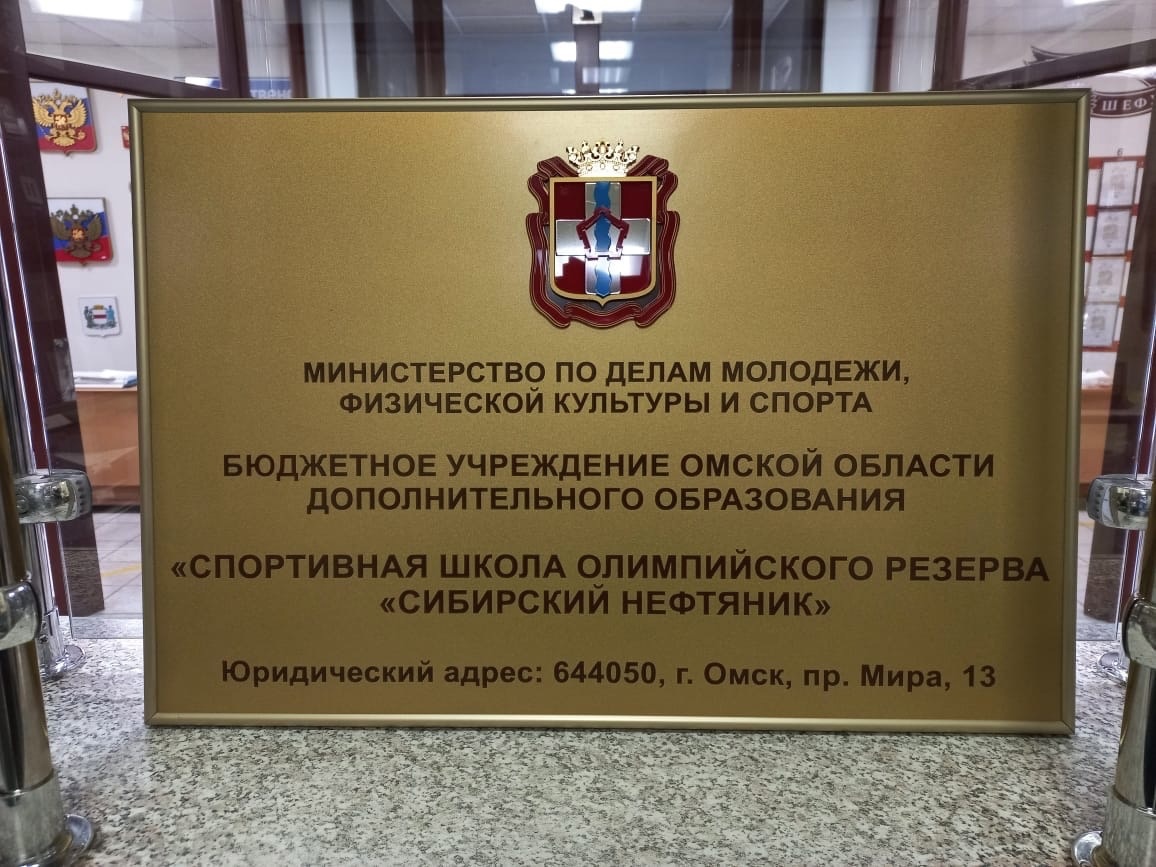 МИНИСТЕРСТВО ПО ДЕЛАМ МОЛОДЕЖИ,
ФИЗИЧЕСКОЙ КУЛЬТУРЫ И СПОРТА
БЮДЖЕТНОЕ УЧРЕЖДЕНИЕ ОМСКОЙ ОБЛАСТИ
ДОПОЛНИТЕЛЬНОГО ОБРАЗОВАНИЯ
«СПОРТИВНАЯ ШКОЛА ОЛИМПИЙСКОГО РЕЗЕРВА
«СИБИРСКИЙ НЕФТЯНИК»
Юридический адрес: 644050, г. Омск, пр. Мира, 13
ШЕФ